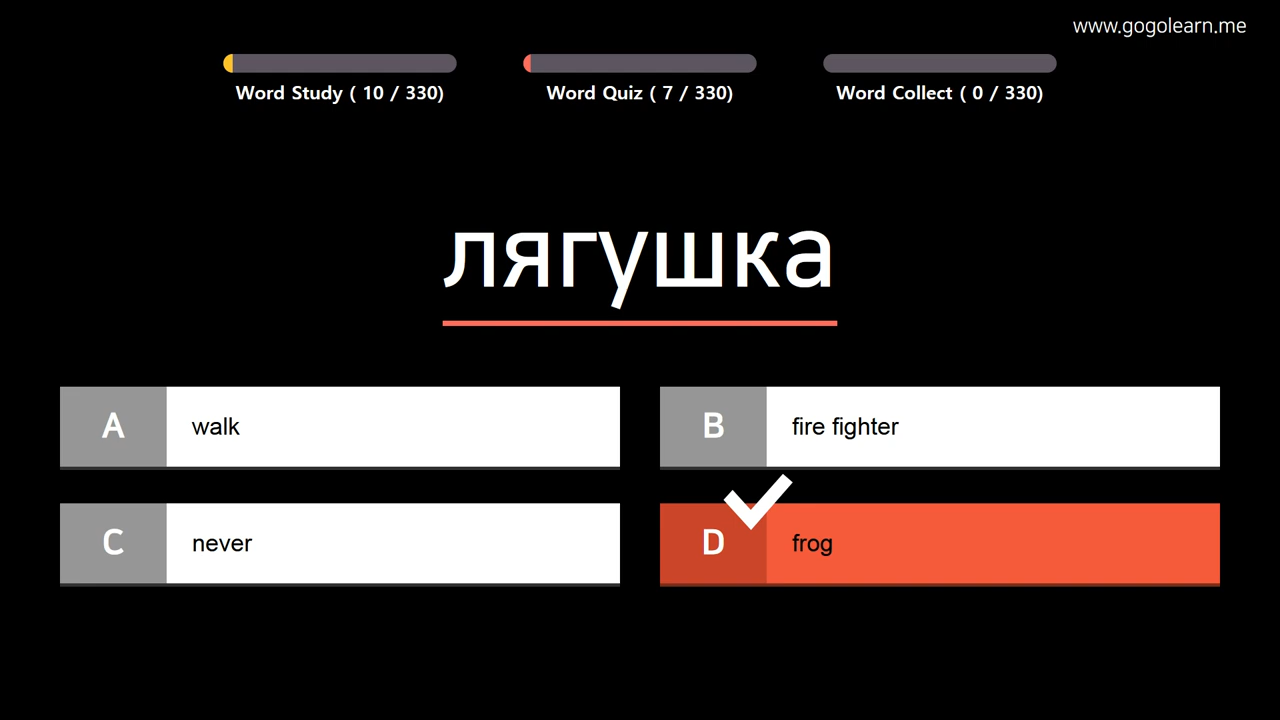 www.gogolearn.me
Word Study ( 10 / 330)
Word Quiz ( 7 / 330)
Word Collect ( 0 / 330)
лягушка
A walk
B fire fighter
C never
D frog